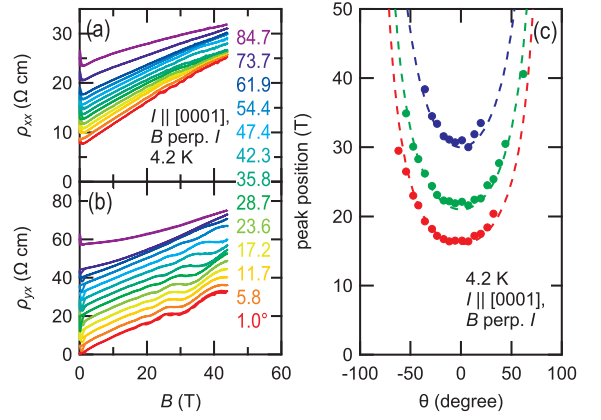 (a)
30
20
10
0
ρxx (Ω cm)
I || [0001],
B perp. I
4.2 K
84.7
73.7
61.9
54.4
47.4
42.3
35.8
28.7
23.6
17.2
11.7
5.8
1.0°
(b)
80
60
40
20
0
ρyx (Ω cm)
0 20 40 60
B (T)
(c)
50
40
30
20
10
0
peak position (T)
4.2 K
I || [0001],
B perp. I
-100 -50 0 50 100
θ (degree)